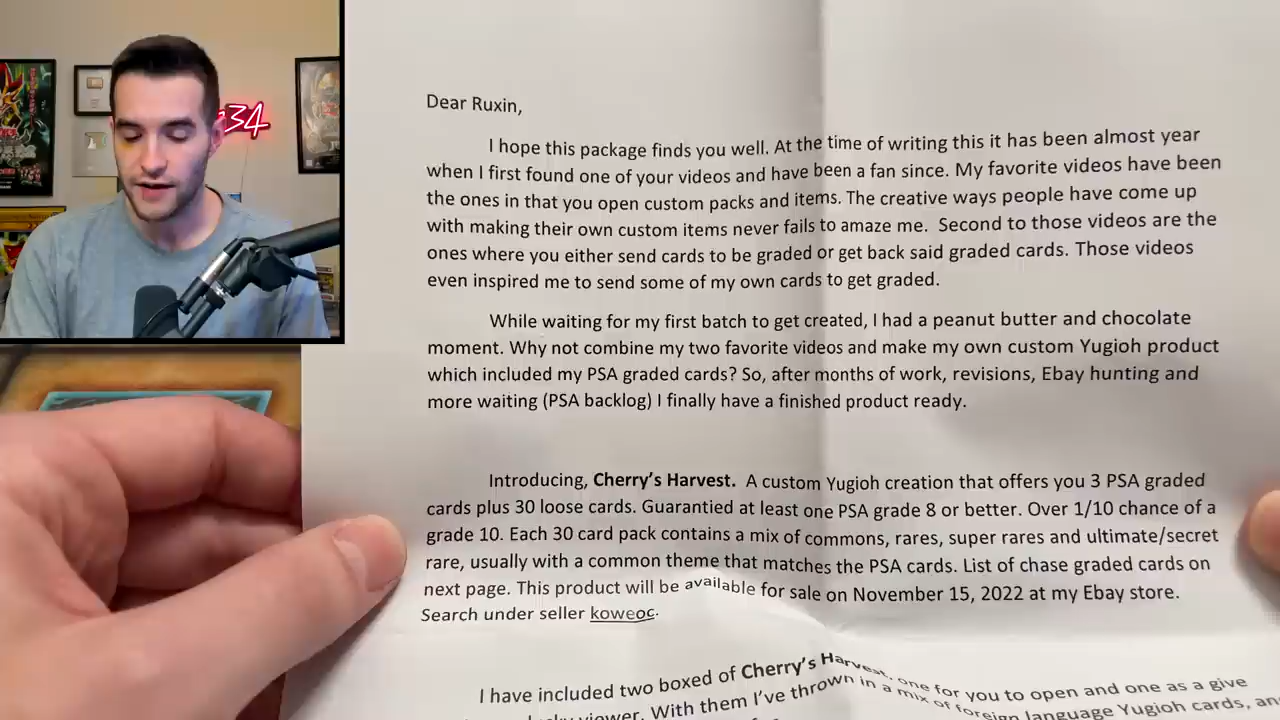 34
Dear Ruxin,
I hope this package finds you well. At the time of writing this it has been almost year
when I first found one of your videos and have been a fan since. My favorite videos have been
the ones in that you open custom packs and items. The creative ways people have come up
with making their own custom items never fails to amaze me. Second to those videos are the
ones where you either send cards to be graded or get back said graded cards. Those videos
even inspired me to send some of my own cards to get graded.
While waiting for my first batch to get created, I had a peanut butter and chocolate
moment. Why not combine my two favorite videos and make my own custom Yugioh product
which included my PSA graded cards? So, after months of work, revisions, Ebay hunting and
more waiting (PSA backlog) I finally have a finished product ready.
Introducing, Cherry's Harvest. A custom Yugioh creation that offers you 3 PSA graded
cards plus 30 loose cards. Guarantied at least one PSA grade 8 or better. Over 1/10 chance of a
grade 10. Each 30 card pack contains a mix of commons, rares, super rares and ultimate/secret
rare, usually with a common theme that matches the PSA cards. List of chase graded cards on
next page. This product will be available for sale on November 15, 2022 at my Ebay store.
Search under seller koweoc.
I have included two boxed of Cherry's Harvest, one for you to open and one as a give
viewer. With them I've thrown in a mix of foreign language Yugioh cards, an